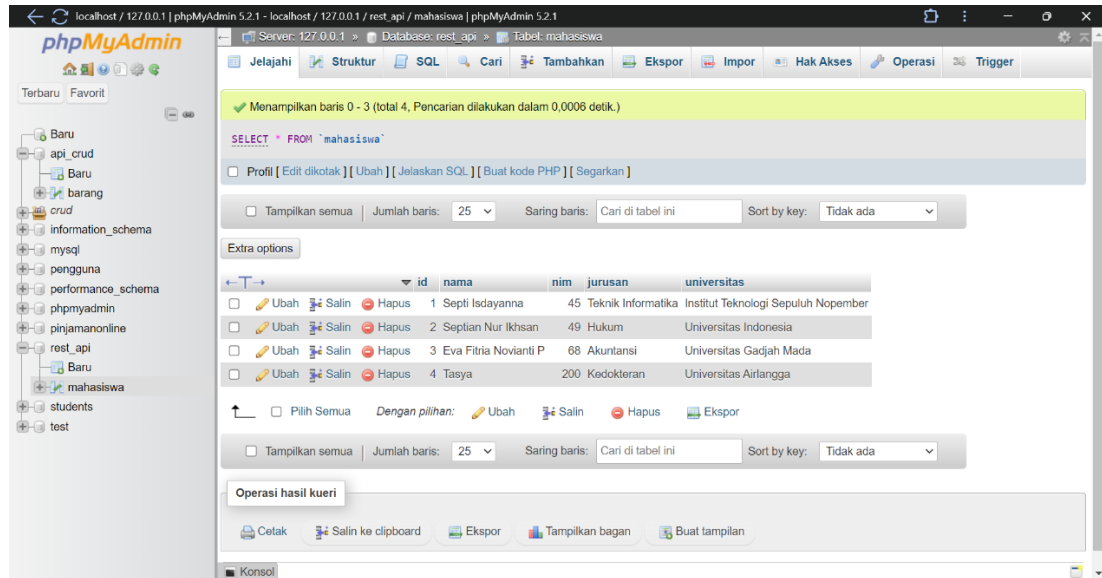 localhost / 127.0.0.1 | phpMyAdmin 5.2.1 - localhost / 127.0.0.1 / rest_api / mahasiswa | phpMyAdmin 5.2.1
phpMyAdmin
Terbaru Favorit
Baru
api_crud
Baru
barang
crud
information_schema
mysql
pengguna
performance_schema
phpmyadmin
pinjamanonline
rest_api
Baru
mahasiswa
students
test
Server: 127.0.0.1 » Database: rest_api » Tabel: mahasiswa
Jelajahi Struktur SQL Cari Tambahkan Ekspor Impor Hak Akses Operasi Trigger
Menampilkan baris 0 - 3 (total 4, Pencarian dilakukan dalam 0,0006 detik.)
SELECT * FROM `mahasiswa`
Profil [ Edit dikotak ] [ Ubah ] [ Jelaskan SQL ] [ Buat kode PHP ] [ Segarkan ]
Tampilkan semua | Jumlah baris: 25 Saring baris: Cari di tabel ini Sort by key: Tidak ada
Extra options
←T→ id nama nim jurusan universitas
Ubah Salin Hapus 1 Septi Isdayanna 45 Teknik Informatika Institut Teknologi Sepuluh Nopember
Ubah Salin Hapus 2 Septian Nur Ikhsan 49 Hukum Universitas Indonesia
Ubah Salin Hapus 3 Eva Fitria Novianti P 68 Akuntansi Universitas Gadjah Mada
Ubah Salin Hapus 4 Tasya 200 Kedokteran Universitas Airlangga
Pilih Semua Dengan pilihan: Ubah Salin Hapus Ekspor
Tampilkan semua | Jumlah baris: 25 Saring baris: Cari di tabel ini Sort by key: Tidak ada
Operasi hasil kueri
Cetak Salin ke clipboard Ekspor Tampilkan bagan Buat tampilan
Konsol